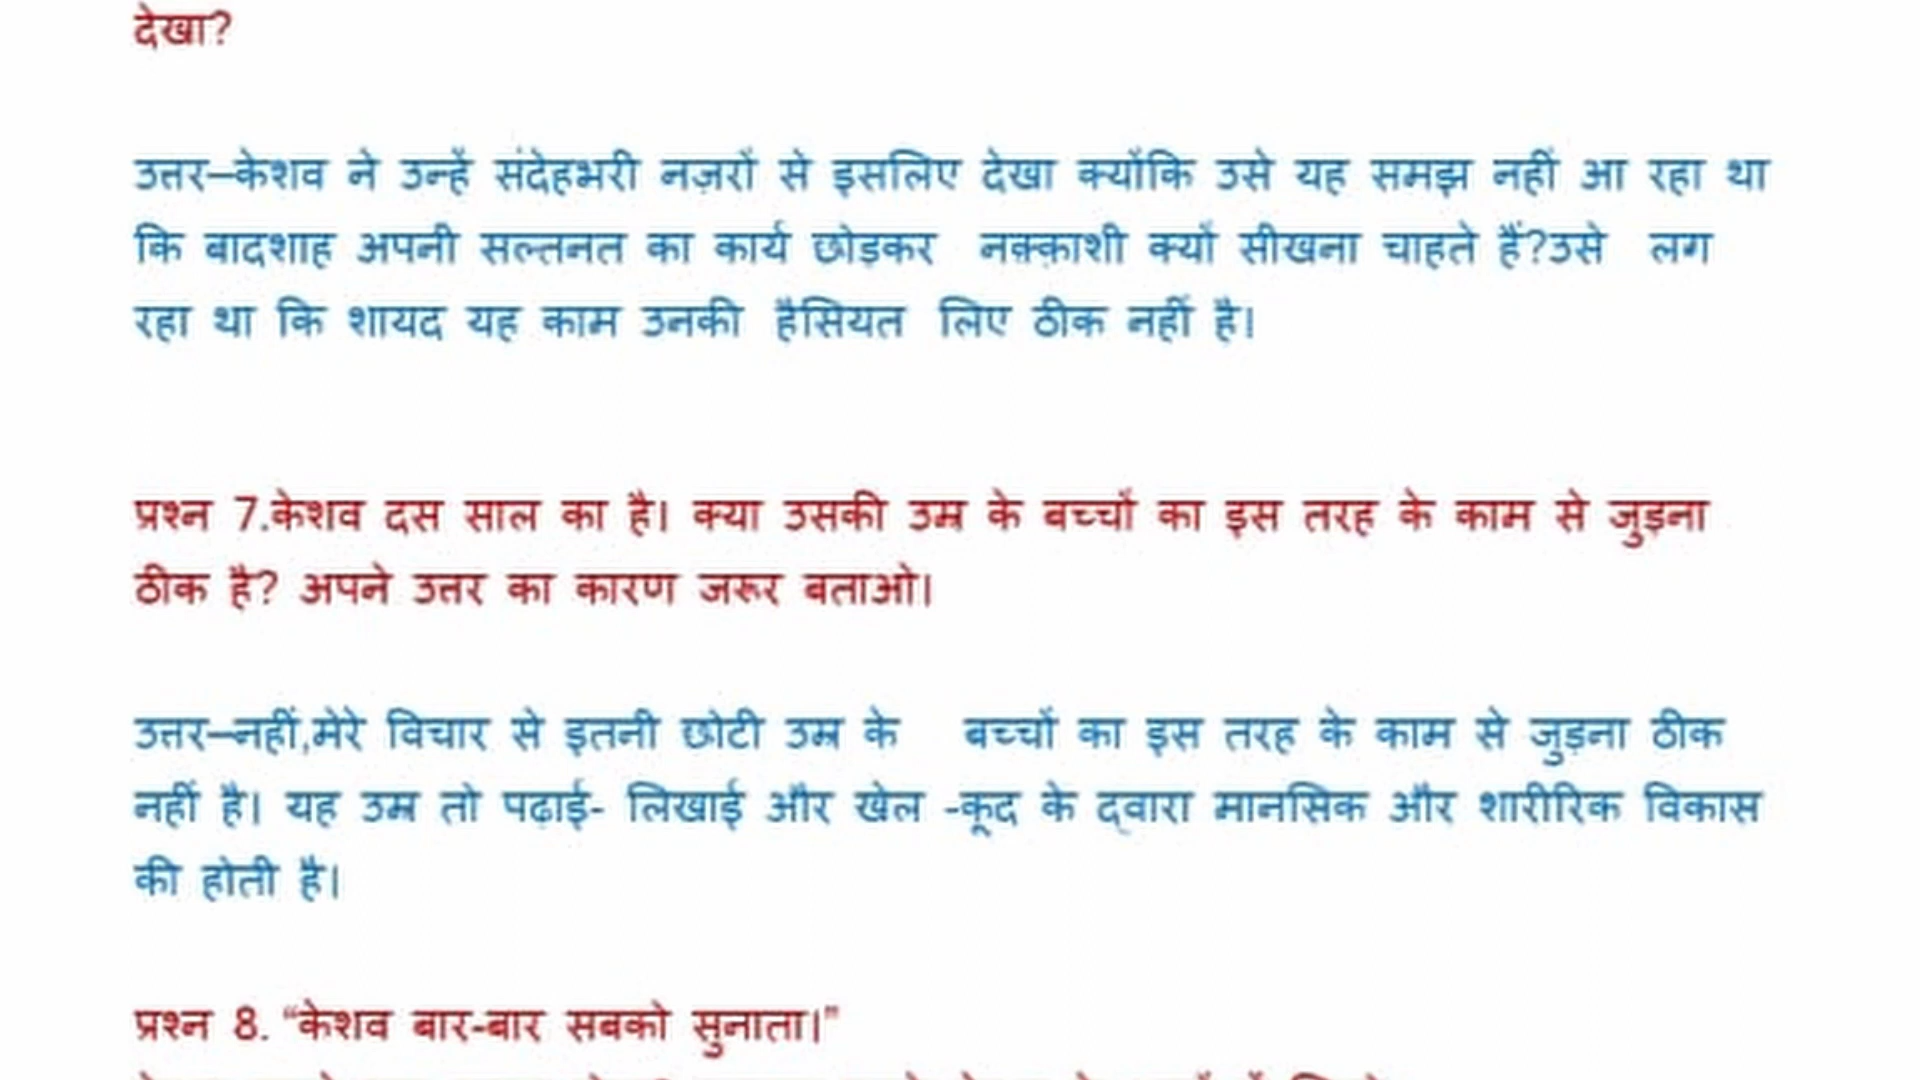 देखा?
उत्तर–केशव ने उन्हें संदेहभरी नज़रों से इसलिए देखा क्योंकि उसे यह समझ नहीं आ रहा था
कि बादशाह अपनी सल्तनत का कार्य छोड़कर नक़्क़ाशी क्यों सीखना चाहते हैं?उसे लग
रहा था कि शायद यह काम उनकी हैसियत लिए ठीक नहीं है।
प्रश्न 7.केशव दस साल का है। क्या उसकी उम्र के बच्चों का इस तरह के काम से जुड़ना
ठीक है? अपने उत्तर का कारण जरूर बताओ।
उत्तर–नहीं,मेरे विचार से इतनी छोटी उम्र के बच्चों का इस तरह के काम से जुड़ना ठीक
नहीं है। यह उम्र तो पढ़ाई- लिखाई और खेल -कूद के द्वारा मानसिक और शारीरिक विकास
की होती है।
प्रश्न 8. “केशव बार-बार सबको सुनाता।”